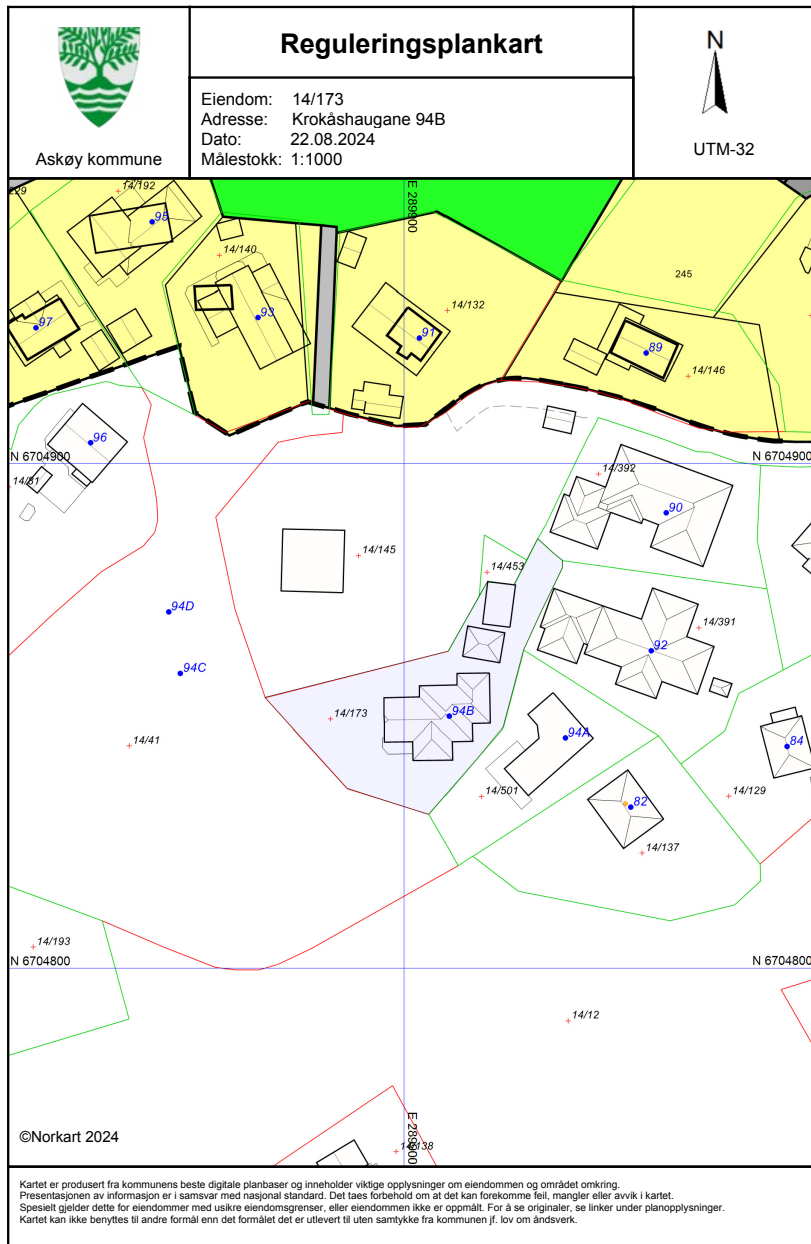 Reguleringsplankart
Askøy kommune
Eiendom: 14/173
Adresse: Krokåshaugane 94B
Dato: 22.08.2024
Målestokk: 1:1000
N
UTM-32
229
14/192
95
E 289900
14/140
245
14/132
97
93
91
89
14/146
96
N 6704900
N 6704900
14/81
14/392
90
14/145
14/453
94D
14/391
92
94C
14/173
94B
94A
84
14/41
14/501
82
14/129
14/137
14/193
N 6704800
N 6704800
14/12
E 289900
©Norkart 2024
14/138
Kartet er produsert fra kommunens beste digitale planbaser og inneholder viktige opplysninger om eiendommen og området omkring.
Presentasjonen av informasjon er i samsvar med nasjonal standard. Det taes forbehold om at det kan forekomme feil, mangler eller avvik i kartet.
Spesielt gjelder dette for eiendommer med usikre eiendomsgrenser, eller eiendommen ikke er oppmålt. For å se originaler, se linker under planopplysninger.
Kartet kan ikke benyttes til andre formål enn det formålet det er utlevert til uten samtykke fra kommunen jf. lov om åndsverk.